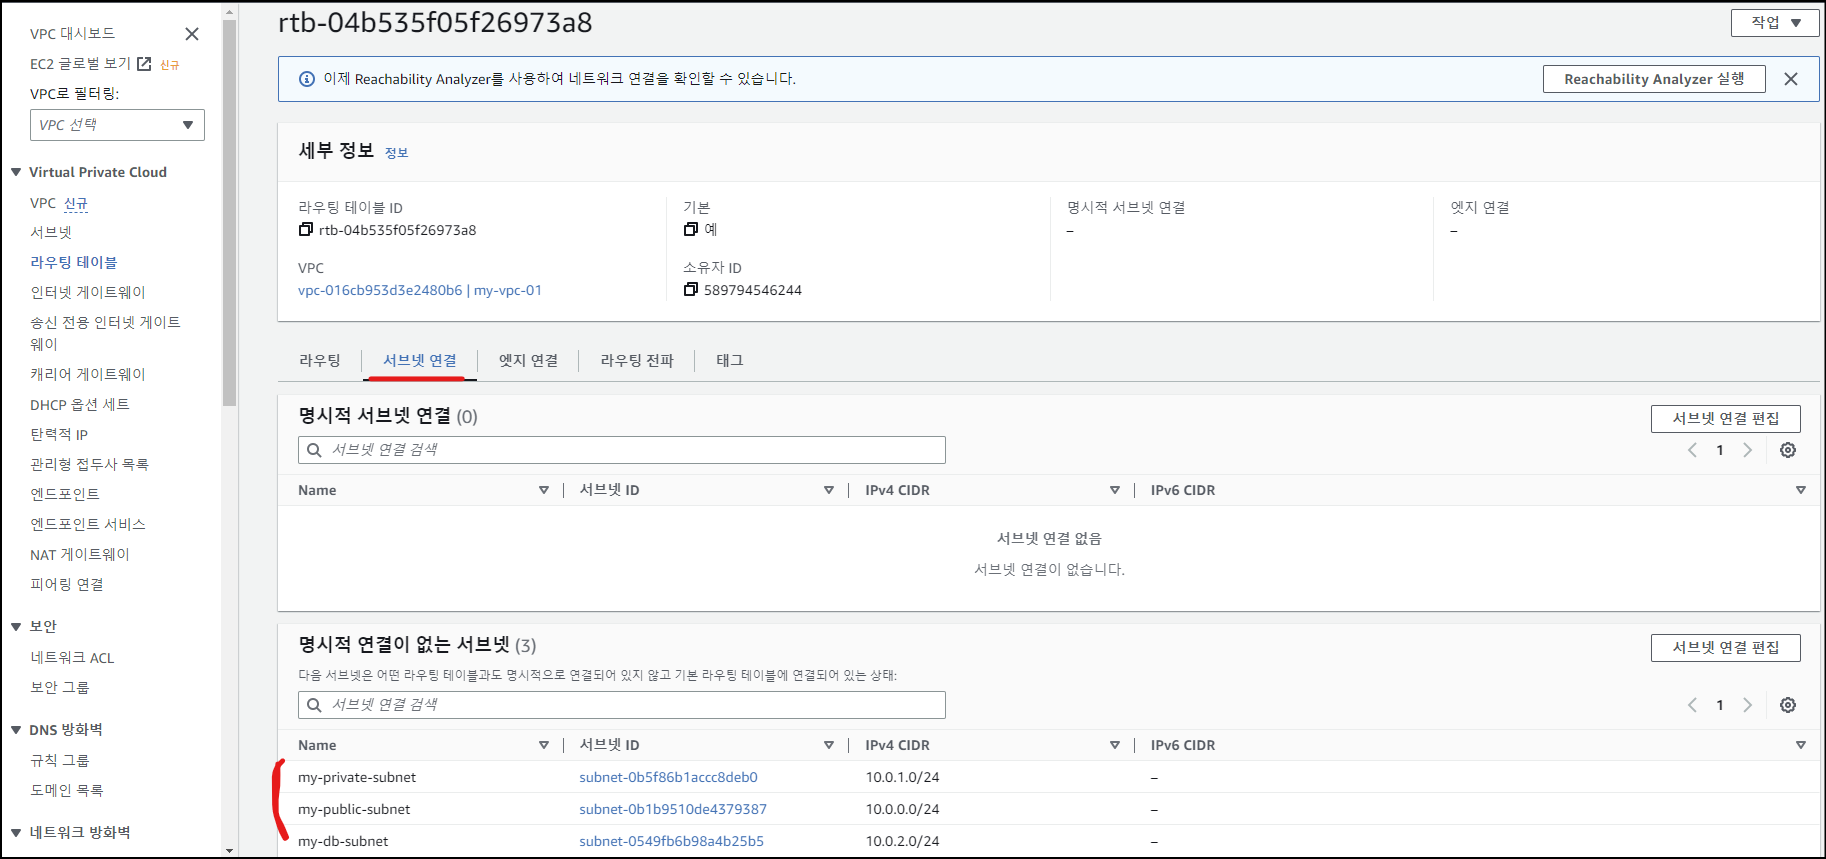 VPC 대시보드
EC2 글로벌 보기 신규
VPC로 필터링:
VPC 선택
Virtual Private Cloud
VPC 신규
서브넷
라우팅 테이블
인터넷 게이트웨이
송신 전용 인터넷 게이트
웨이
캐리어 게이트웨이
DHCP 옵션 세트
탄력적 IP
관리형 접두사 목록
엔드포인트
엔드포인트 서비스
NAT 게이트웨이
피어링 연결
보안
네트워크 ACL
보안 그룹
DNS 방화벽
규칙 그룹
도메인 목록
네트워크 방화벽
rtb-04b535f05f26973a8
작업
이제 Reachability Analyzer를 사용하여 네트워크 연결을 확인할 수 있습니다.
Reachability Analyzer 실행
세부 정보 정보
라우팅 테이블 ID
rtb-04b535f05f26973a8
기본
예
명시적 서브넷 연결
–
엣지 연결
–
VPC
vpc-016cb953d3e2480b6 | my-vpc-01
소유자 ID
589794546244
라우팅 서브넷 연결 엣지 연결 라우팅 전파 태그
명시적 서브넷 연결 (0)
서브넷 연결 편집
서브넷 연결 검색
1
Name 서브넷 ID IPv4 CIDR IPv6 CIDR
서브넷 연결 없음
서브넷 연결이 없습니다.
명시적 연결이 없는 서브넷 (3)
서브넷 연결 편집
다음 서브넷은 어떤 라우팅 테이블과도 명시적으로 연결되어 있지 않고 기본 라우팅 테이블에 연결되어 있는 상태:
서브넷 연결 검색
1
Name 서브넷 ID IPv4 CIDR IPv6 CIDR
my-private-subnet subnet-0b5f86b1accc8deb0 10.0.1.0/24 –
my-public-subnet subnet-0b1b9510de4379387 10.0.0.0/24 –
my-db-subnet subnet-0549fb6b98a4b25b5 10.0.2.0/24 –